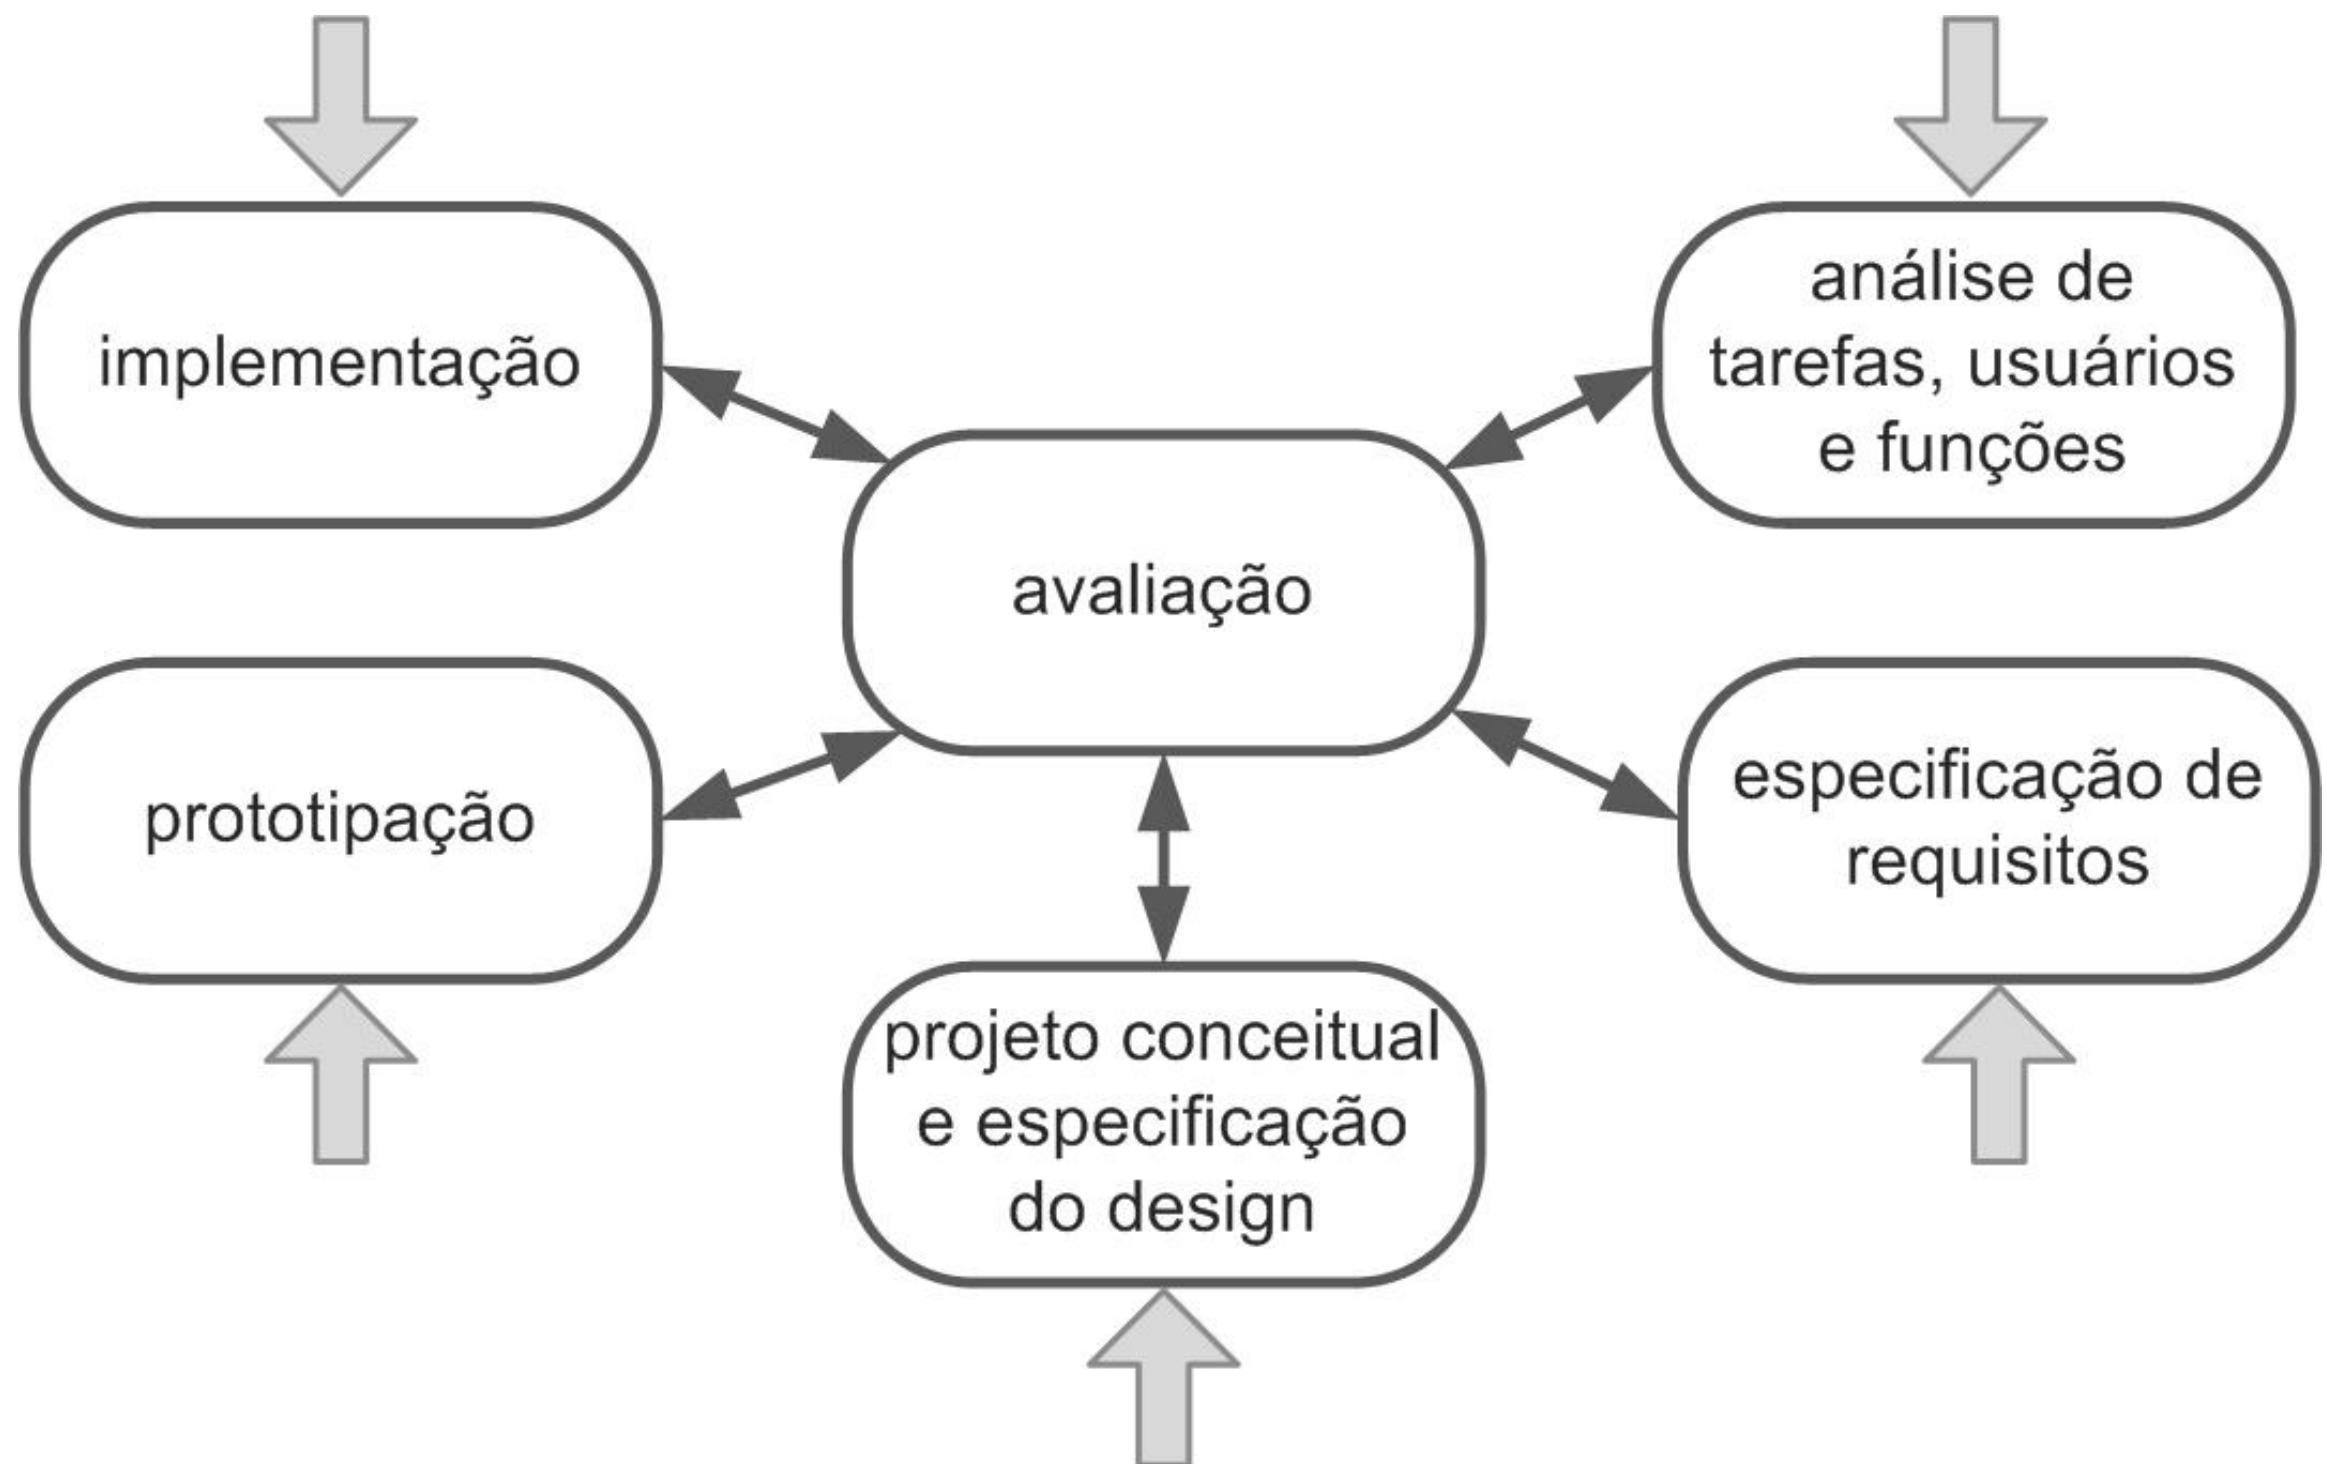 implementação
análise de
tarefas, usuários
e funções
avaliação
prototipação
especificação de
requisitos
projeto conceitual
e especificação
do design